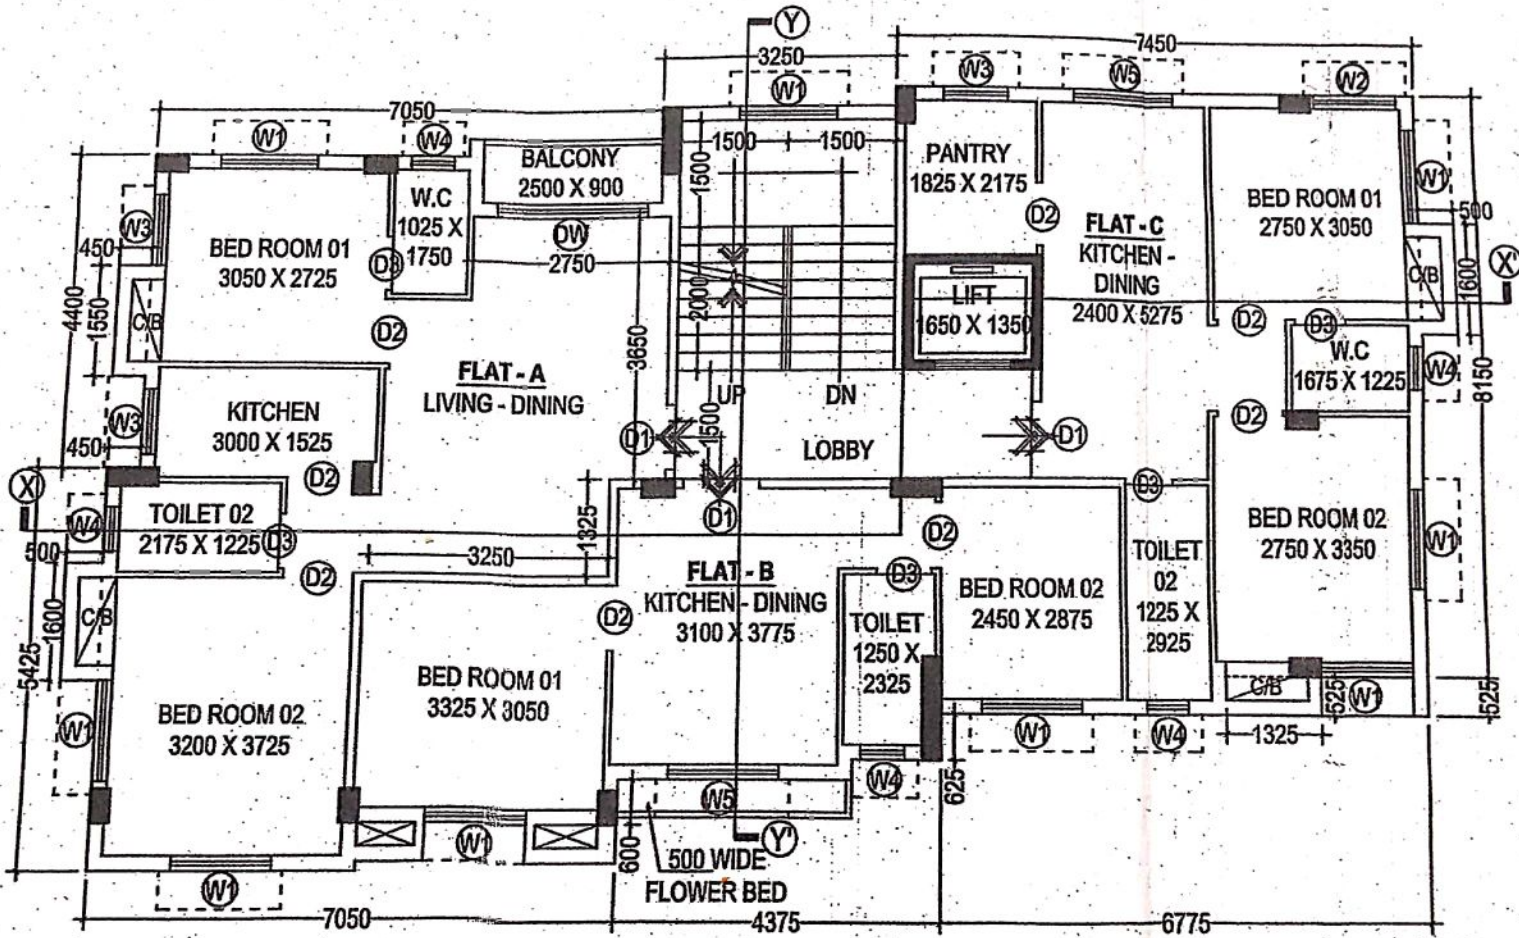 Y
3250
7450
W3
W5
W2
W1
7050
W1
W4
1500
1500
1500
BALCONY
2500 X 900
PANTRY
1825 X 2175
W.C
1025 X
1750
D2
FLAT - C
KITCHEN -
DINING
2400 X 5275
BED ROOM 01
2750 X 3050
W1
500
W3
450
BED ROOM 01
3050 X 2725
D3
DW
2750
C/B
1600
X'
4400
1550
C/B
D2
3650
2000
LIFT
1650 X 1350
D2
D3
W.C
1675 X 1225
W4
8150
FLAT - A
LIVING - DINING
UP
DN
1500
W3
450
KITCHEN
3000 X 1525
D1
LOBBY
D1
D2
X
D2
D3
TOILET 02
2175 X 1225
W4
500
D3
D2
3250
1325
D1
D2
BED ROOM 02
2750 X 3350
W1
TOILET
02
1225 X
2925
FLAT - B
KITCHEN - DINING
3100 X 3775
D3
BED ROOM 02
2450 X 2875
D2
TOILET
1250 X
2325
C/B
1600
5425
BED ROOM 01
3325 X 3050
BED ROOM 02
3200 X 3725
W1
C/B
525
W1
525
W1
W4
1325
W4
625
W5
W1
Y'
600
500 WIDE
FLOWER BED
W1
7050
4375
6775